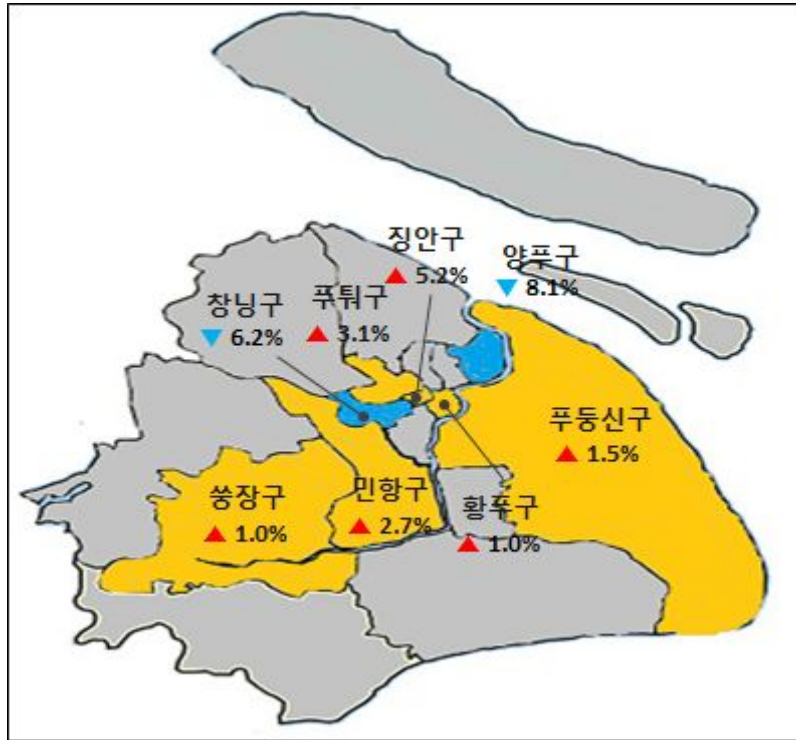 징안구
▲ 5.2%
양푸구
▼ 8.1%
창닝구
▼ 6.2%
푸퉈구
▲ 3.1%
푸둥신구
▲ 1.5%
쑹장구
▲ 1.0%
민항구
▲ 2.7%
황푸구
▲ 1.0%